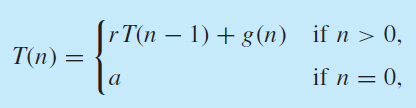 rT(n − 1) + g(n) if n > 0,
T(n) =
a if n = 0,